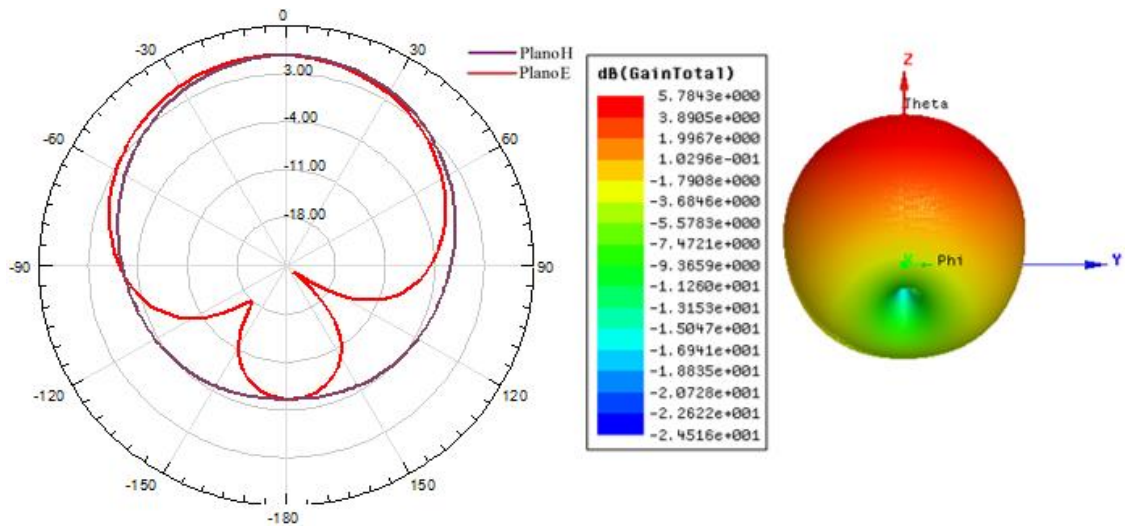 0
-30
30
-60
60
-90
90
-120
120
-150
150
-180
3.00
-4.00
-11.00
-18.00
PlanoH
PlanoE
dB(GainTotal)
5.7843e+000
3.8905e+000
1.9967e+000
1.0296e-001
-1.7908e+000
-3.6846e+000
-5.5783e+000
-7.4721e+000
-9.3659e+000
-1.1260e+001
-1.3153e+001
-1.5047e+001
-1.6941e+001
-1.8835e+001
-2.0728e+001
-2.2622e+001
-2.4516e+001
Z
Theta
Phi
Y